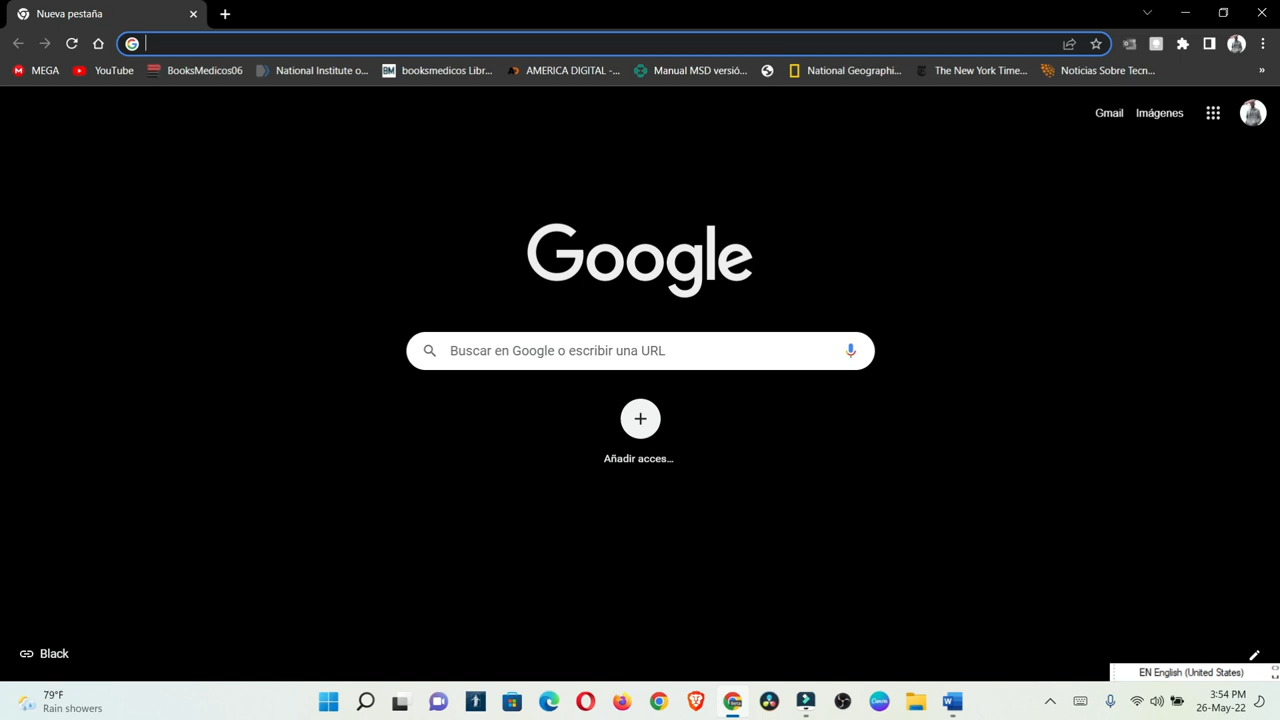 Nueva pestaña
MEGA YouTube BooksMedicos06 National Institute o... booksmedicos Libr... AMERICA DIGITAL -... Manual MSD versió... National Geographi... The New York Time... Noticias Sobre Tecn... »
Gmail Imágenes
Google
Buscar en Google o escribir una URL
Añadir acces...
Black
EN English (United States)
79°F
Rain showers
3:54 PM
26-May-22